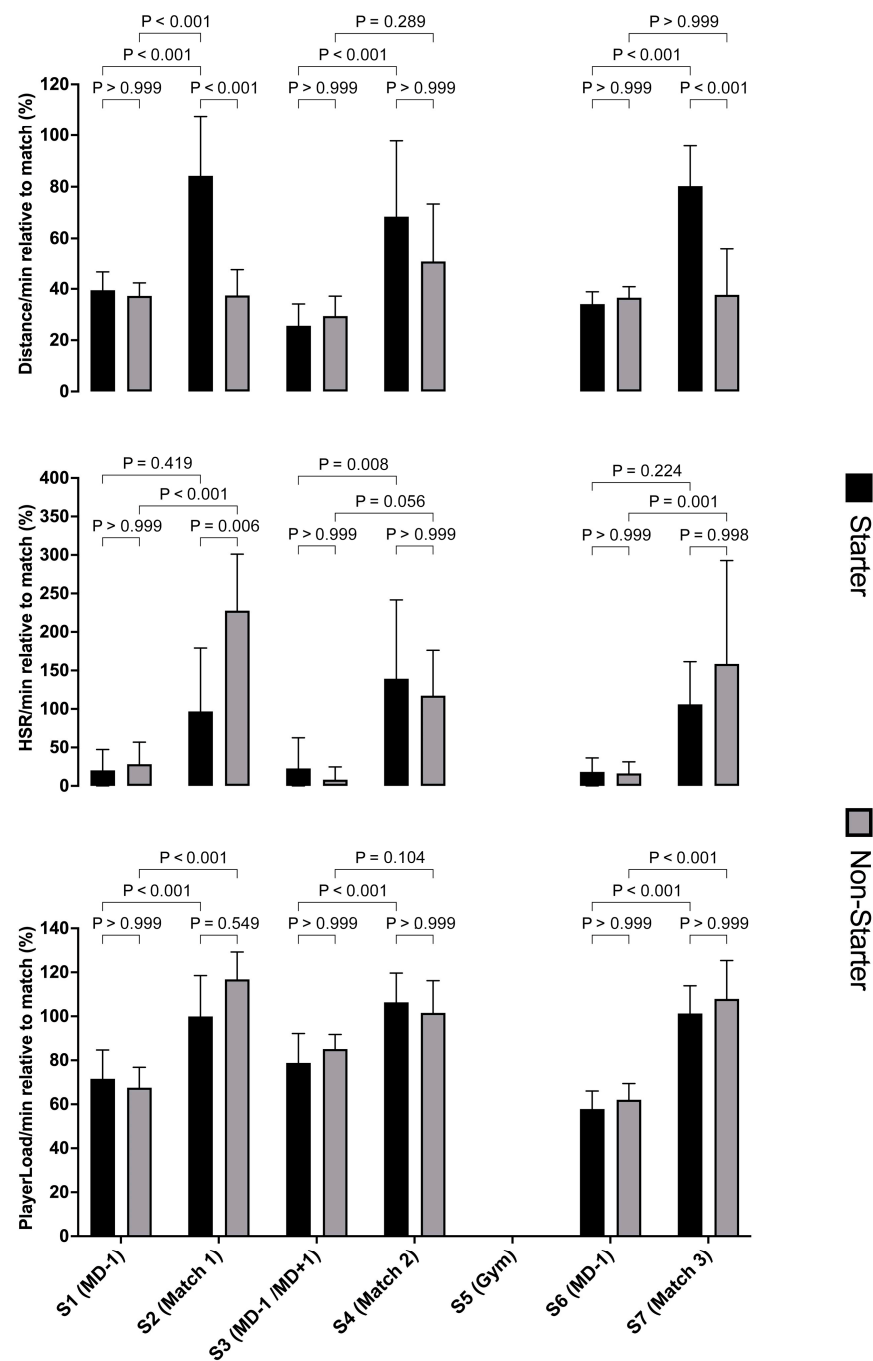 P < 0.001
P = 0.289
P > 0.999
P < 0.001
P < 0.001
P < 0.001
P > 0.999
P < 0.001
P > 0.999
P > 0.999
P > 0.999
P < 0.001
Distance/min relative to match (%)
120
100
80
60
40
20
0
P = 0.419
P = 0.008
P = 0.224
P < 0.001
P = 0.056
P = 0.001
P > 0.999
P = 0.006
P > 0.999
P > 0.999
P > 0.999
P = 0.998
HSR/min relative to match (%)
400
350
300
250
200
150
100
50
0
P < 0.001
P = 0.104
P < 0.001
P < 0.001
P < 0.001
P < 0.001
P > 0.999
P = 0.549
P > 0.999
P > 0.999
P > 0.999
P > 0.999
PlayerLoad/min relative to match (%)
140
120
100
80
60
40
20
0
S1 (MD-1)
S2 (Match 1)
S3 (MD-1 /MD+1)
S4 (Match 2)
S5 (Gym)
S6 (MD-1)
S7 (Match 3)
Starter
Non-Starter